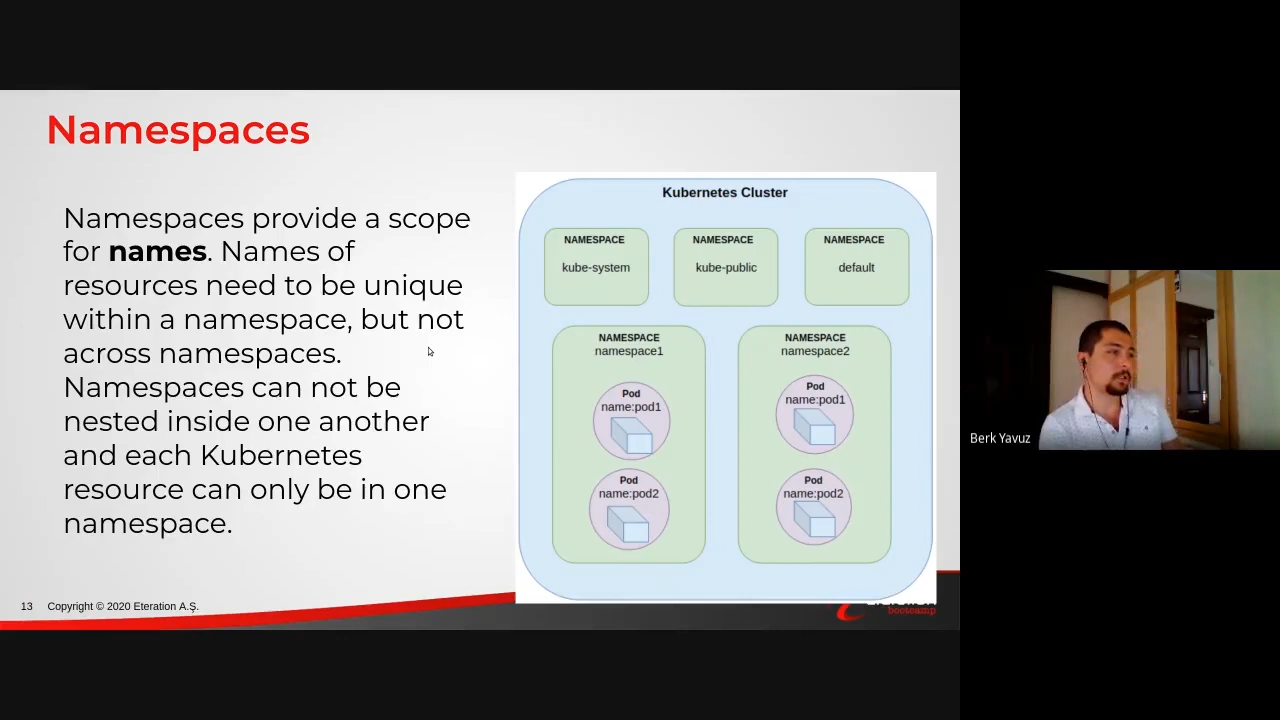 Namespaces
Namespaces provide a scope
for names. Names of
resources need to be unique
within a namespace, but not
across namespaces.
Namespaces can not be
nested inside one another
and each Kubernetes
resource can only be in one
namespace.
Kubernetes Cluster
NAMESPACE
kube-system
NAMESPACE
kube-public
NAMESPACE
default
NAMESPACE
namespace1
Pod
name:pod1
Pod
name:pod2
NAMESPACE
namespace2
Pod
name:pod1
Pod
name:pod2
13 Copyright © 2020 Eteration A.Ş.
bootcamp
Berk Yavuz